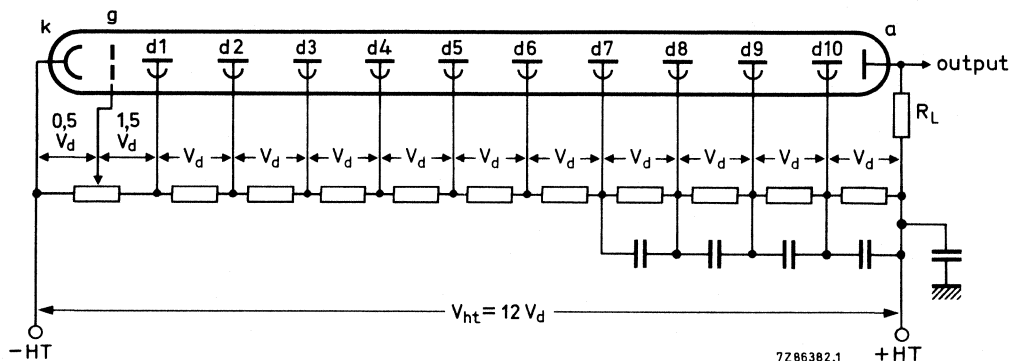 k g a
d1 d2 d3 d4 d5 d6 d7 d8 d9 d10
output
R_L
0,5 V_d 1,5 V_d V_d V_d V_d V_d V_d V_d V_d V_d V_d V_d
V_ht = 12 V_d
−HT 7Z86382.1 +HT